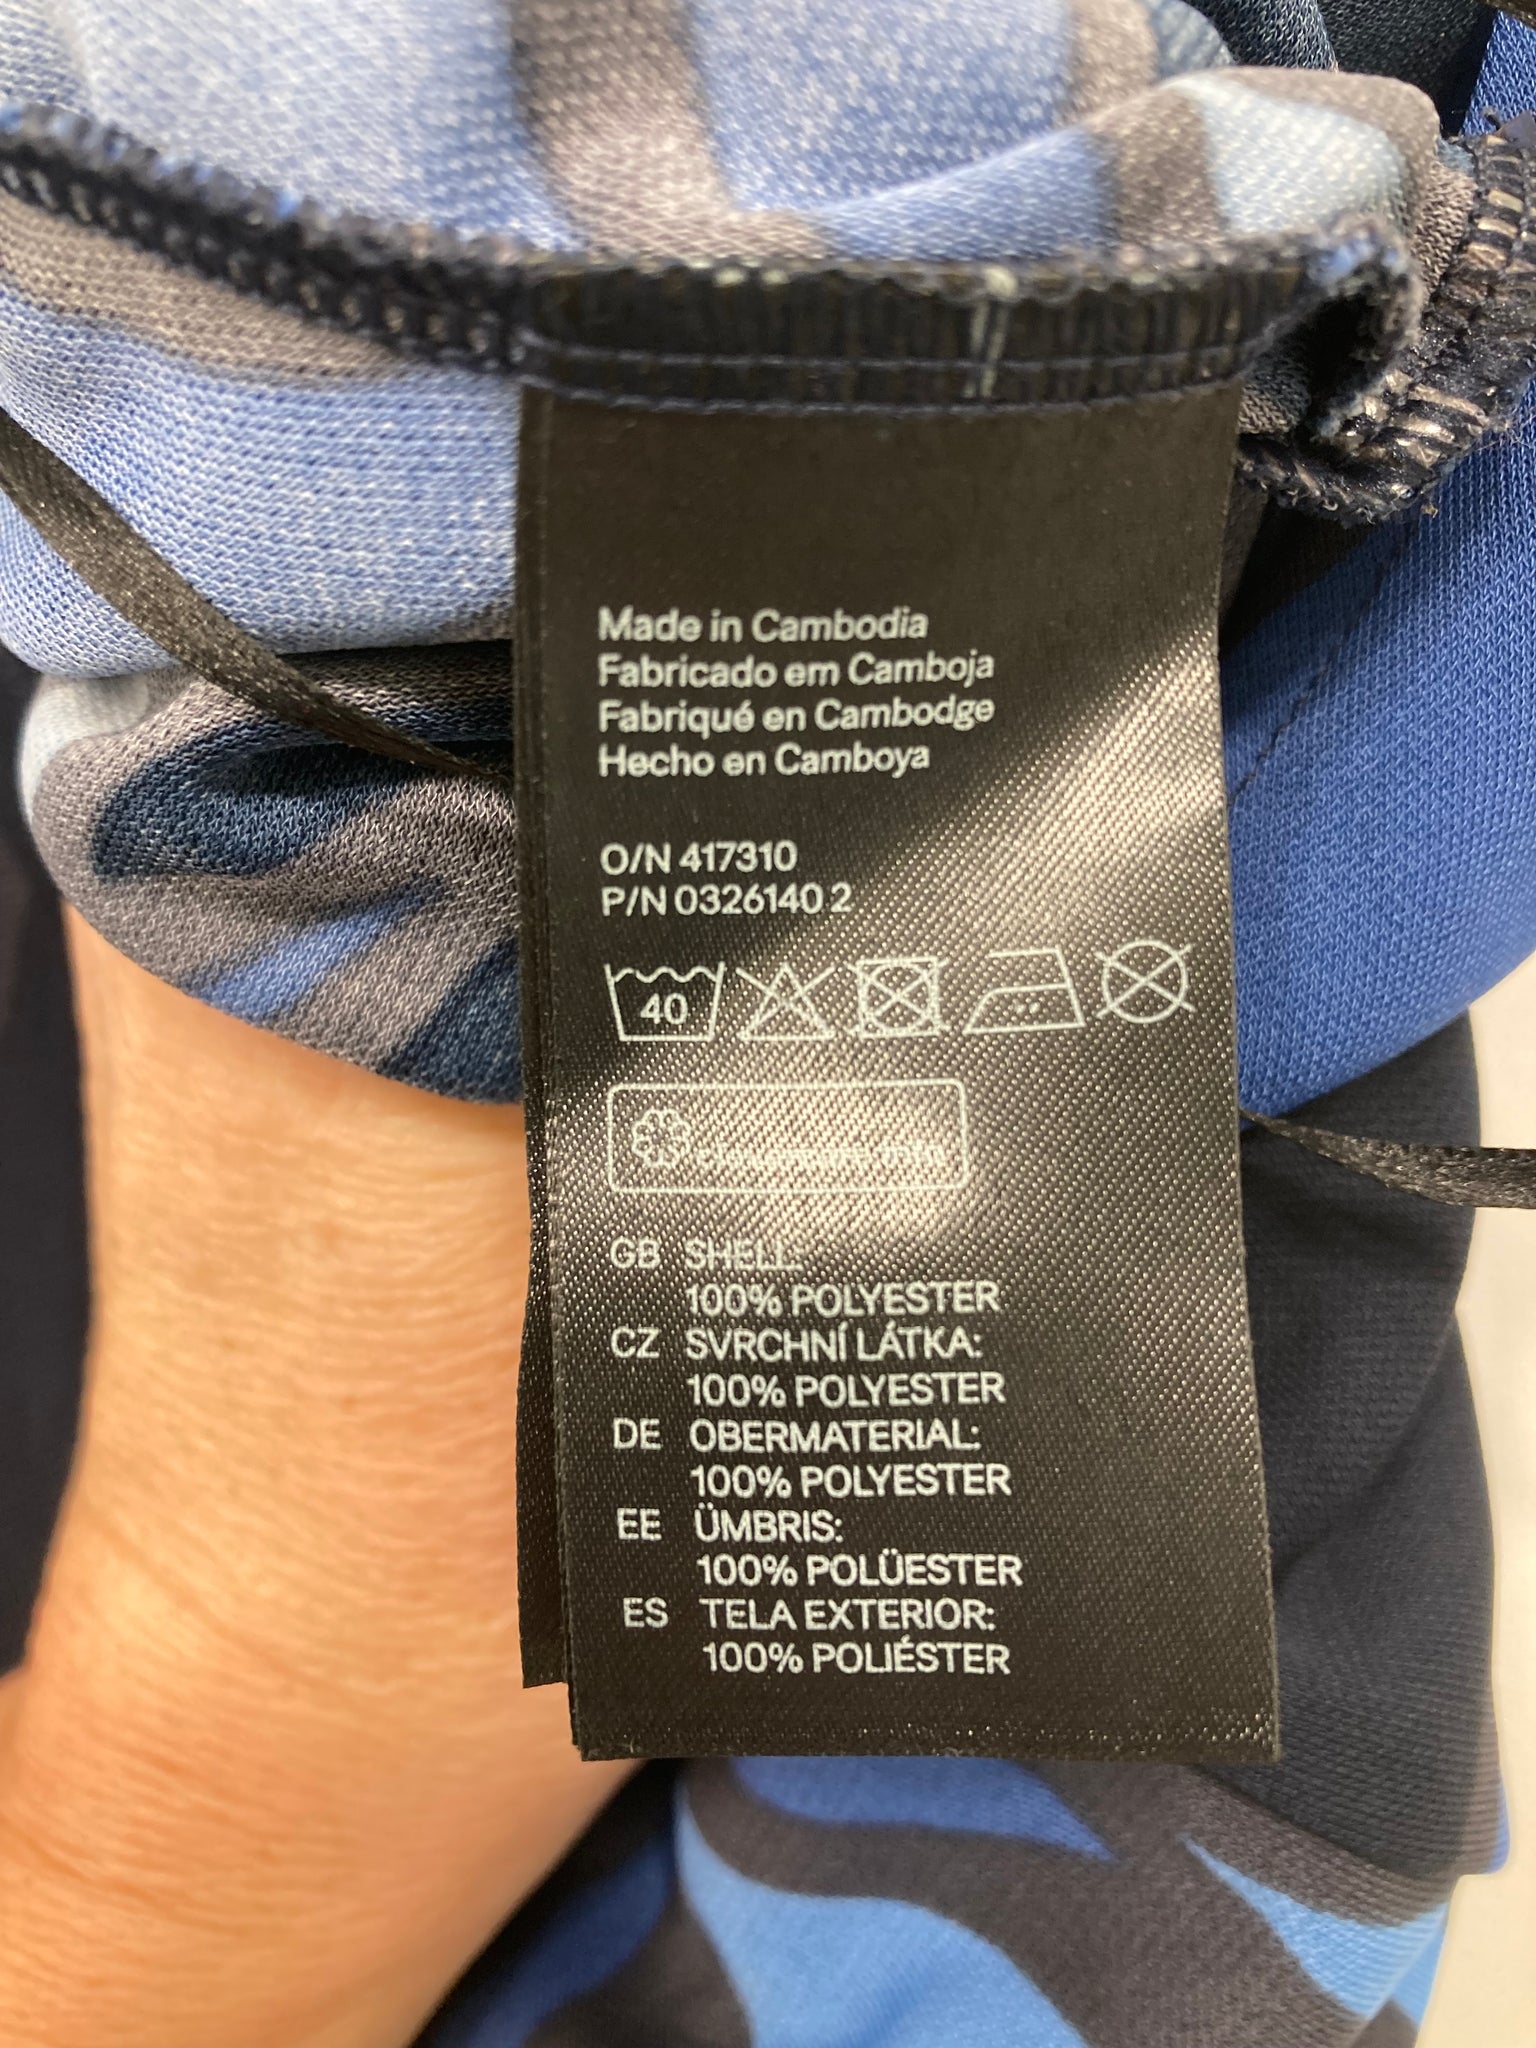 Made in Cambodia
Fabricado em Camboja
Fabriqué en Cambodge
Hecho en Camboya
O/N 417310
P/N 0326140 2
40
GB SHELL:
100% POLYESTER
CZ SVRCHNÍ LÁTKA:
100% POLYESTER
DE OBERMATERIAL:
100% POLYESTER
EE ÜMBRIS:
100% POLÜESTER
ES TELA EXTERIOR:
100% POLIÉSTER